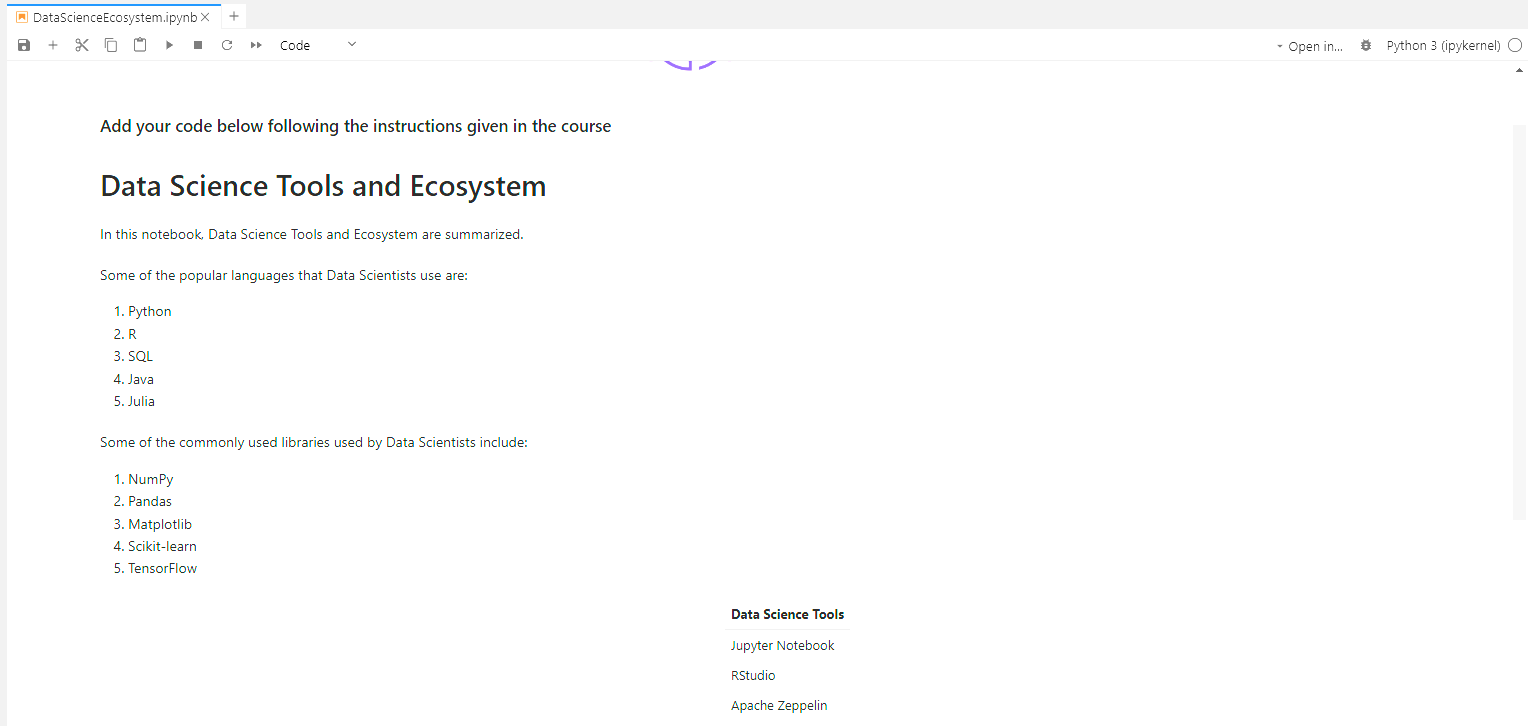 DataScienceEcosystem.ipynb
Code
Open in...
Python 3 (ipykernel)
Add your code below following the instructions given in the course
Data Science Tools and Ecosystem
In this notebook, Data Science Tools and Ecosystem are summarized.
Some of the popular languages that Data Scientists use are:
1. Python
2. R
3. SQL
4. Java
5. Julia
Some of the commonly used libraries used by Data Scientists include:
1. NumPy
2. Pandas
3. Matplotlib
4. Scikit-learn
5. TensorFlow
Data Science Tools
Jupyter Notebook
RStudio
Apache Zeppelin